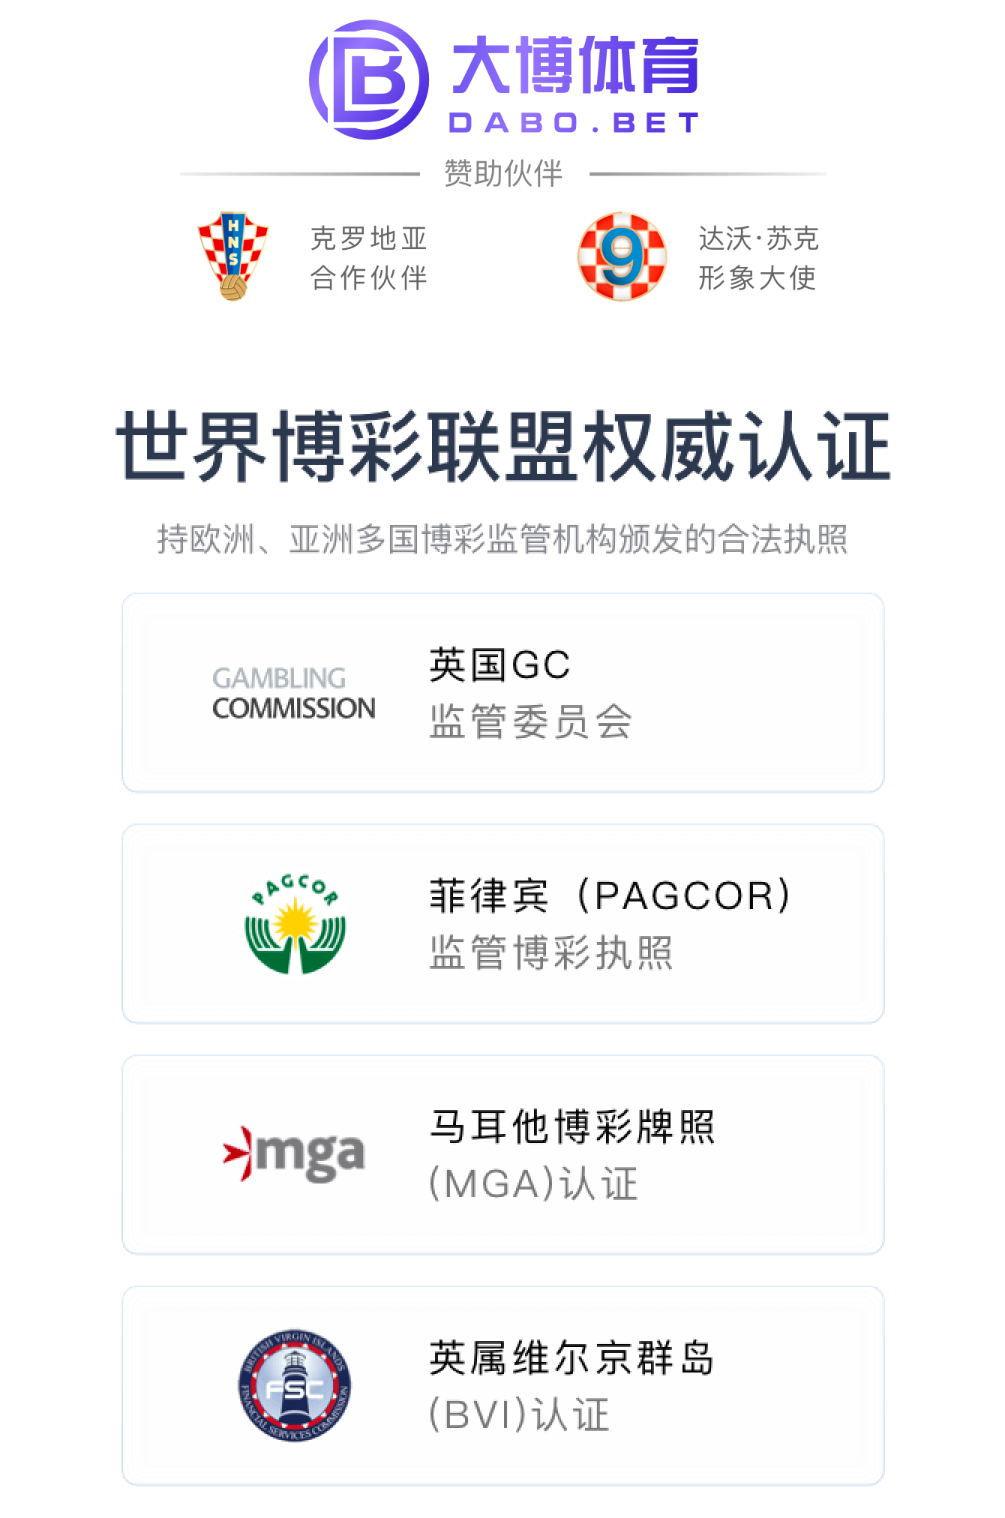 大博体育
DABO.BET
赞助伙伴
HNS
克罗地亚
合作伙伴
9
达沃·苏克
形象大使
世界博彩联盟权威认证
持欧洲、亚洲多国博彩监管机构颁发的合法执照
GAMBLING
COMMISSION
英国GC
监管委员会
PAGCOR
菲律宾（PAGCOR）
监管博彩执照
mga
马耳他博彩牌照
(MGA)认证
BRITISH VIRGIN ISLANDS
FSC
FINANCIAL SERVICES COMMISSION
英属维尔京群岛
(BVI)认证